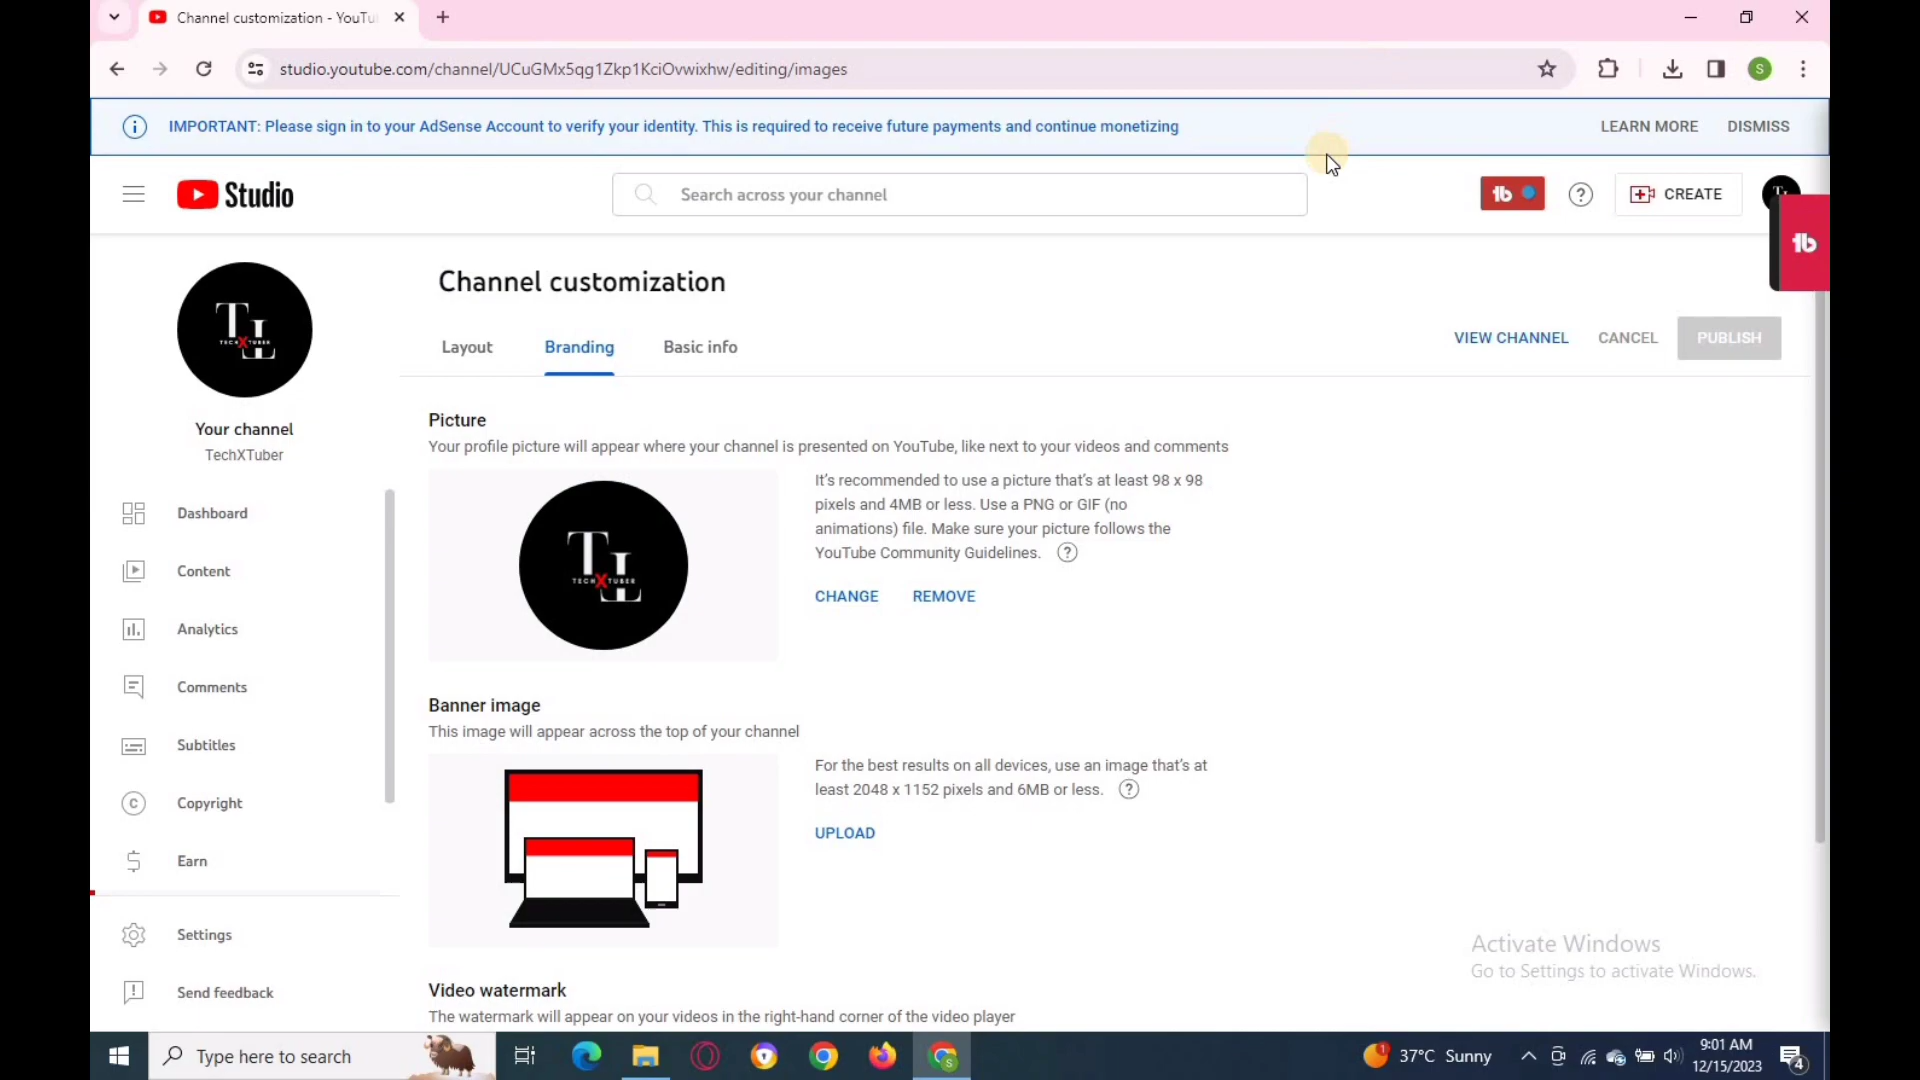 Channel customization - YouTu
studio.youtube.com/channel/UCuGMx5qg1Zkp1KciOvwixhw/editing/images
S
IMPORTANT: Please sign in to your AdSense Account to verify your identity. This is required to receive future payments and continue monetizing
LEARN MORE
DISMISS
Studio
Search across your channel
CREATE
Channel customization
Layout
Branding
Basic info
VIEW CHANNEL
CANCEL
PUBLISH
TECHXTUBER
Your channel
TechXTuber
Dashboard
Content
Analytics
Comments
Subtitles
Copyright
Earn
Settings
Send feedback
Picture
Your profile picture will appear where your channel is presented on YouTube, like next to your videos and comments
TECHXTUBER
It's recommended to use a picture that's at least 98 x 98
pixels and 4MB or less. Use a PNG or GIF (no
animations) file. Make sure your picture follows the
YouTube Community Guidelines.
CHANGE
REMOVE
Banner image
This image will appear across the top of your channel
For the best results on all devices, use an image that's at
least 2048 x 1152 pixels and 6MB or less.
UPLOAD
Video watermark
The watermark will appear on your videos in the right-hand corner of the video player
Activate Windows
Go to Settings to activate Windows.
Type here to search
37°C Sunny
9:01 AM
12/15/2023
4